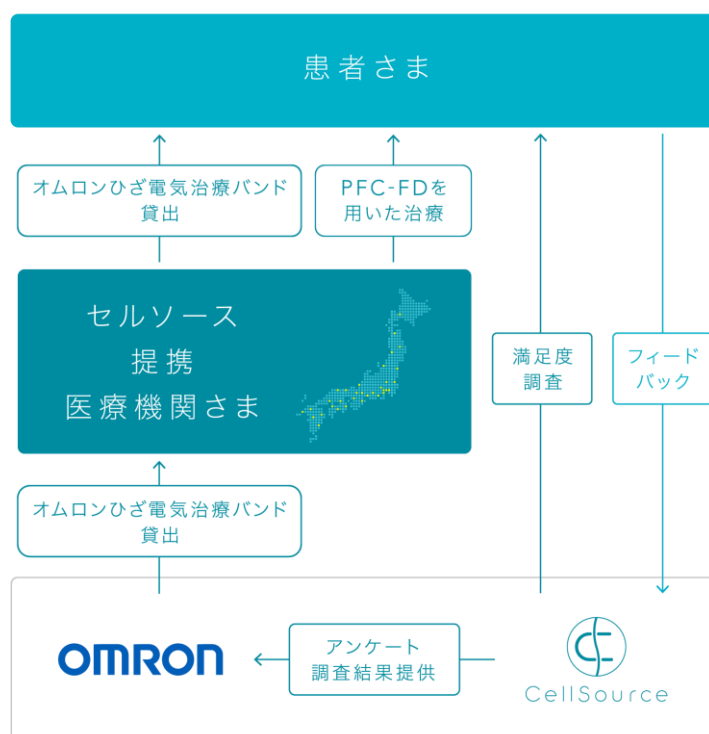 患者さま
オムロンひざ電気治療バンド
貸出
PFC-FDを
用いた治療
セルソース
提携
医療機関さま
満足度
調査
フィード
バック
オムロンひざ電気治療バンド
貸出
OMRON
アンケート
調査結果提供
CellSource